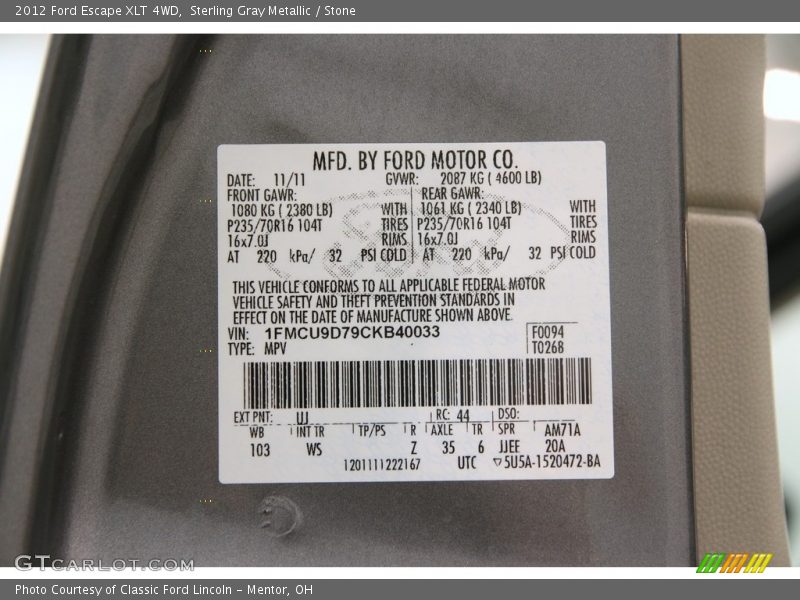 2012 Ford Escape XLT 4WD, Sterling Gray Metallic / Stone
MFD. BY FORD MOTOR CO.
DATE: 11/11 GVWR: 2087 KG ( 4600 LB)
FRONT GAWR: REAR GAWR:
1080 KG ( 2380 LB) WITH 1061 KG ( 2340 LB) WITH
P235/70R16 104T TIRES P235/70R16 104T TIRES
16x7.0J RIMS 16x7.0J RIMS
AT 220 kPa/ 32 PSI COLD AT 220 kPa/ 32 PSI COLD
THIS VEHICLE CONFORMS TO ALL APPLICABLE FEDERAL MOTOR
VEHICLE SAFETY AND THEFT PREVENTION STANDARDS IN
EFFECT ON THE DATE OF MANUFACTURE SHOWN ABOVE.
VIN: 1FMCU9D79CKB40033 F0094
TYPE: MPV T0268
EXT PNT: UJ RC: 44 DSO:
WB INT TR TP/PS R AXLE TR SPR AM71A
103 WS Z 35 6 JJEF 20A
1201111222167 UTC 5U5A-1520472-BA
GTCARLOT.COM
Photo Courtesy of Classic Ford Lincoln - Mentor, OH